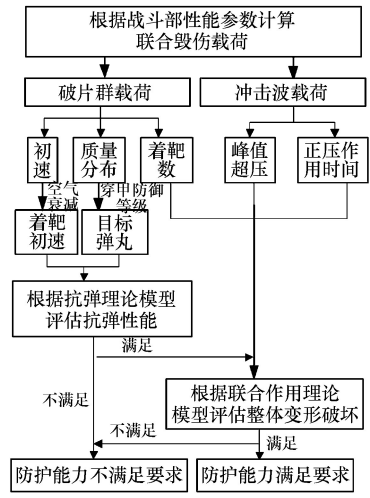 根据战斗部性能参数计算
联合毁伤载荷
破片群载荷
冲击波载荷
初
速
质量
分布
着靶
数
峰值
超压
正压作
用时间
空气
衰减
穿甲防御
等级
着靶
初速
目标
弹丸
根据抗弹理论模型
评估抗弹性能
满足
不满足
根据联合作用理论
模型评估整体变形破坏
不满足
满足
防护能力不满足要求
防护能力满足要求